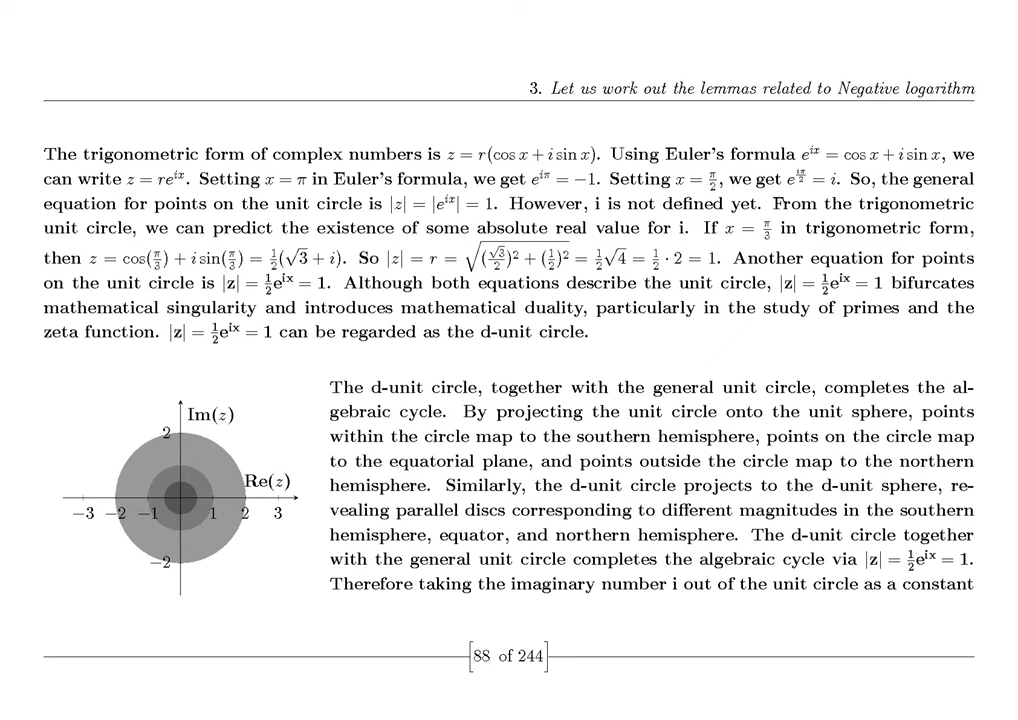 3. Let us work out the lemmas related to Negative logarithm
The trigonometric form of complex numbers is z = r(cos x + i sin x). Using Euler's formula e^{ix} = cos x + i sin x, we
can write z = re^{ix}. Setting x = π in Euler's formula, we get e^{iπ} = −1. Setting x = π/2, we get e^{iπ/2} = i. So, the general
equation for points on the unit circle is |z| = |e^{ix}| = 1. However, i is not defined yet. From the trigonometric
unit circle, we can predict the existence of some absolute real value for i. If x = π/3 in trigonometric form,
then z = cos(π/3) + i sin(π/3) = 1/2(√3 + i). So |z| = r = √((√3/2)² + (1/2)²) = 1/2√4 = 1/2 · 2 = 1. Another equation for points
on the unit circle is |z| = 1/2e^{ix} = 1. Although both equations describe the unit circle, |z| = 1/2e^{ix} = 1 bifurcates
mathematical singularity and introduces mathematical duality, particularly in the study of primes and the
zeta function. |z| = 1/2e^{ix} = 1 can be regarded as the d-unit circle.
Im(z)
2
Re(z)
−3 −2 −1 1 2 3
−2
The d-unit circle, together with the general unit circle, completes the al-
gebraic cycle. By projecting the unit circle onto the unit sphere, points
within the circle map to the southern hemisphere, points on the circle map
to the equatorial plane, and points outside the circle map to the northern
hemisphere. Similarly, the d-unit circle projects to the d-unit sphere, re-
vealing parallel discs corresponding to different magnitudes in the southern
hemisphere, equator, and northern hemisphere. The d-unit circle together
with the general unit circle completes the algebraic cycle via |z| = 1/2e^{ix} = 1.
Therefore taking the imaginary number i out of the unit circle as a constant
88 of 244